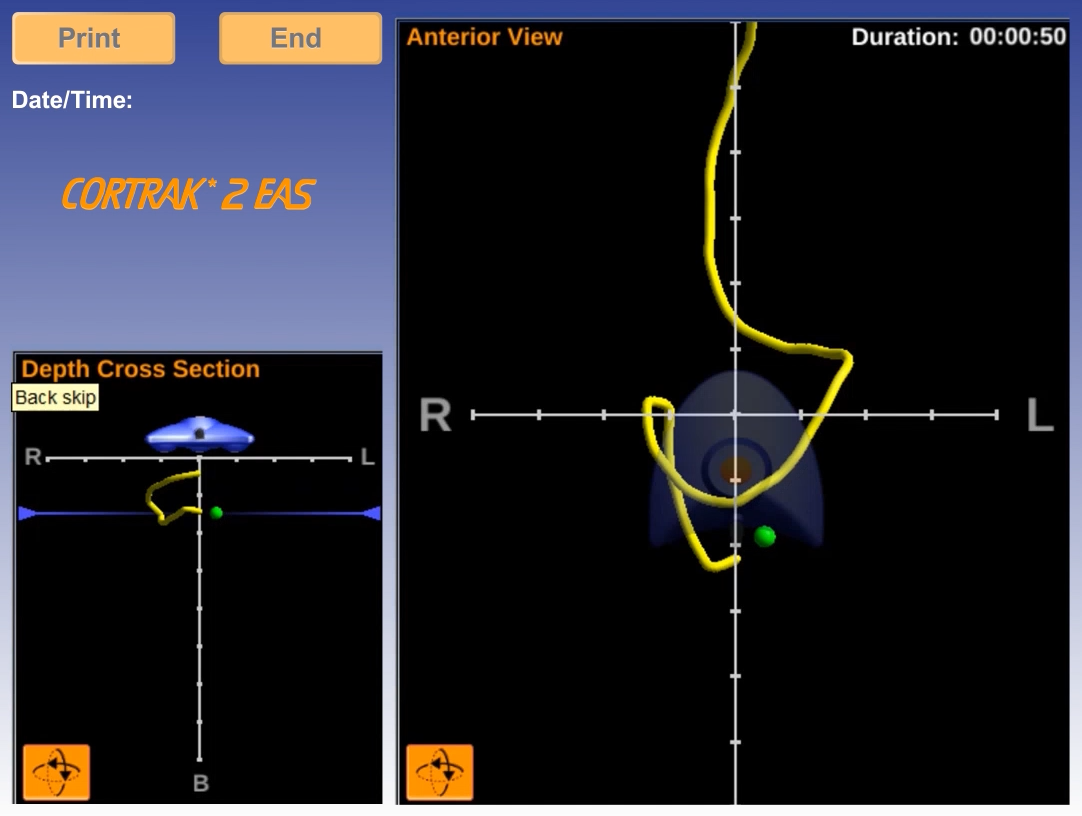 Print
End
Date/Time:
CORTRAK* 2 EAS
Depth Cross Section
Back skip
R
L
B
Anterior View
Duration: 00:00:50
R
L